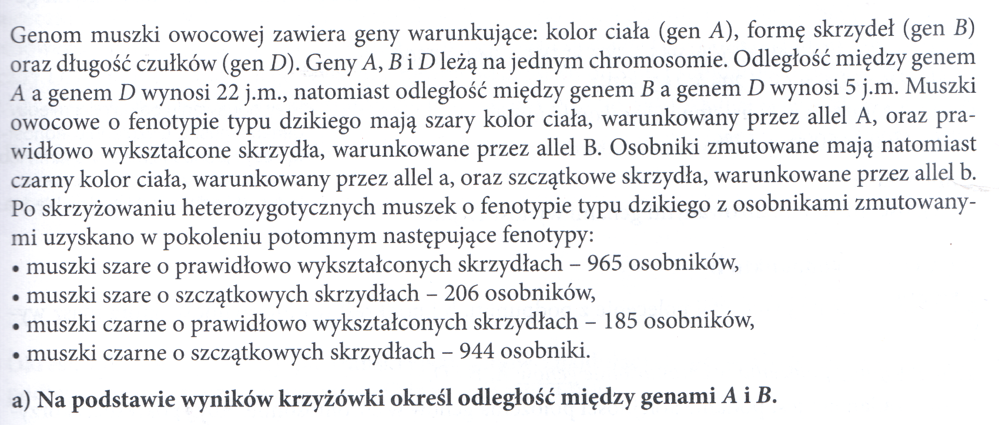 Genom muszki owocowej zawiera geny warunkujące: kolor ciała (gen A), formę skrzydeł (gen B)
oraz długość czułków (gen D). Geny A, B i D leżą na jednym chromosomie. Odległość między genem
A a genem D wynosi 22 j.m., natomiast odległość między genem B a genem D wynosi 5 j.m. Muszki
owocowe o fenotypie typu dzikiego mają szary kolor ciała, warunkowany przez allel A, oraz pra-
widłowo wykształcone skrzydła, warunkowane przez allel B. Osobniki zmutowane mają natomiast
czarny kolor ciała, warunkowany przez allel a, oraz szczątkowe skrzydła, warunkowane przez allel b.
Po skrzyżowaniu heterozygotycznych muszek o fenotypie typu dzikiego z osobnikami zmutowany-
mi uzyskano w pokoleniu potomnym następujące fenotypy:
• muszki szare o prawidłowo wykształconych skrzydłach – 965 osobników,
• muszki szare o szczątkowych skrzydłach – 206 osobników,
• muszki czarne o prawidłowo wykształconych skrzydłach – 185 osobników,
• muszki czarne o szczątkowych skrzydłach – 944 osobniki.
a) Na podstawie wyników krzyżówki określ odległość między genami A i B.